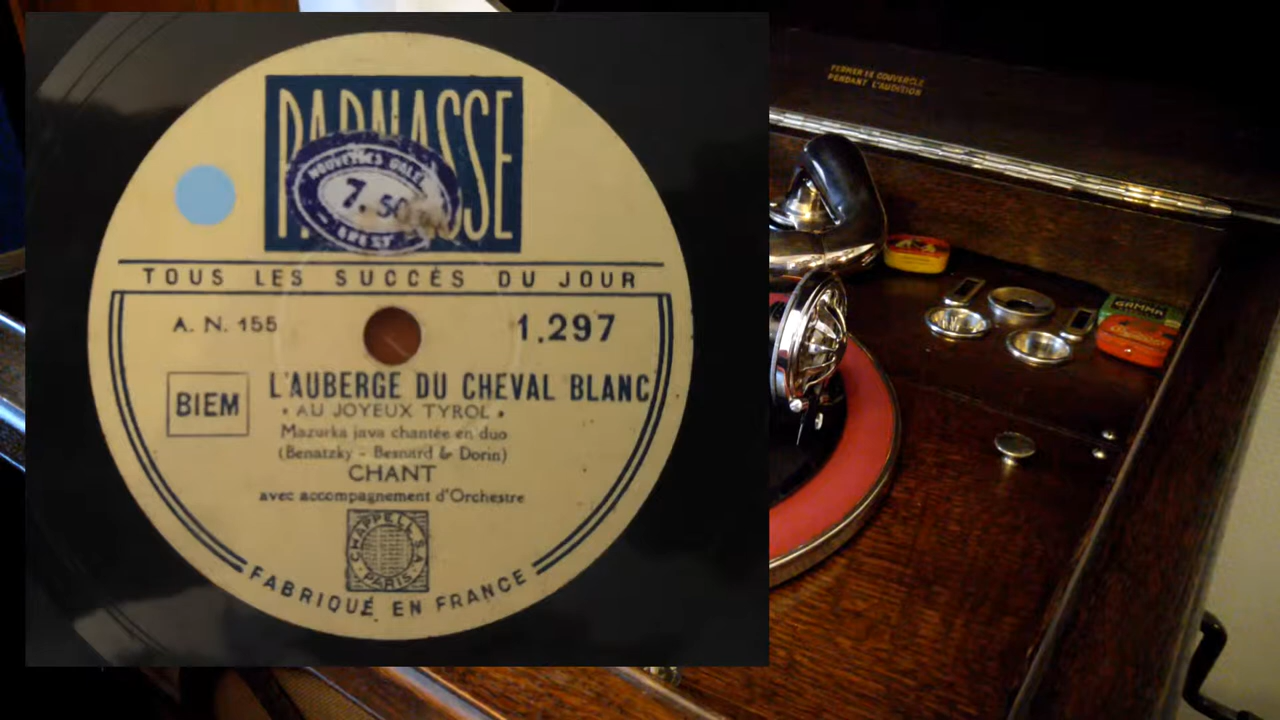 PARNASSE
NOUVELLES GALE
7.50
BREST
TOUS LES SUCCÈS DU JOUR
A. N. 155
1,297
BIEM
L'AUBERGE DU CHEVAL BLANC
• AU JOYEUX TYROL •
Mazurka java chantée en duo
(Benatzky - Besnard & Dorin)
CHANT
avec accompagnement d'Orchestre
CHAPPELL S.A.
PARIS
FABRIQUÉ EN FRANCE
FERMER LE COUVERCLE
PENDANT L'AUDITION
GAMMA